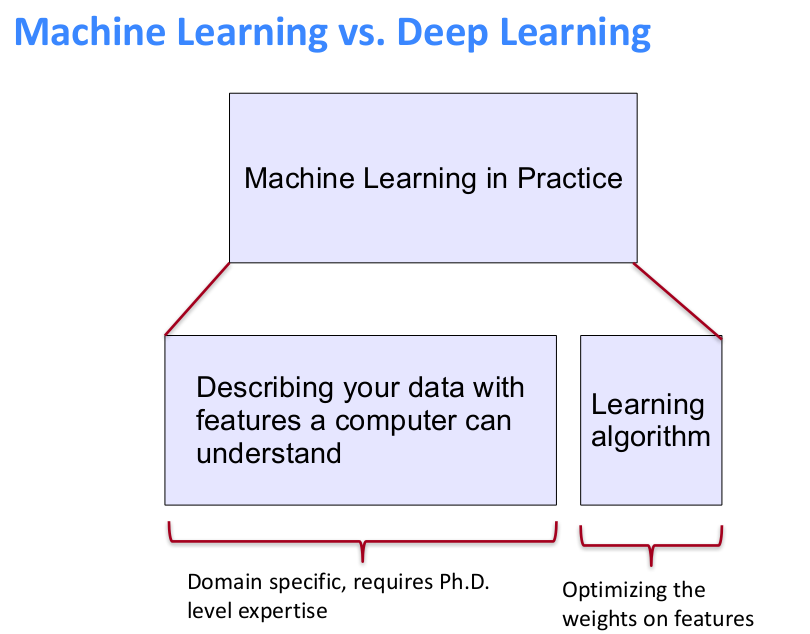 Machine Learning vs. Deep Learning
Machine Learning in Practice
Describing your data with
features a computer can
understand
Learning
algorithm
Domain specific, requires Ph.D.
level expertise
Optimizing the
weights on features